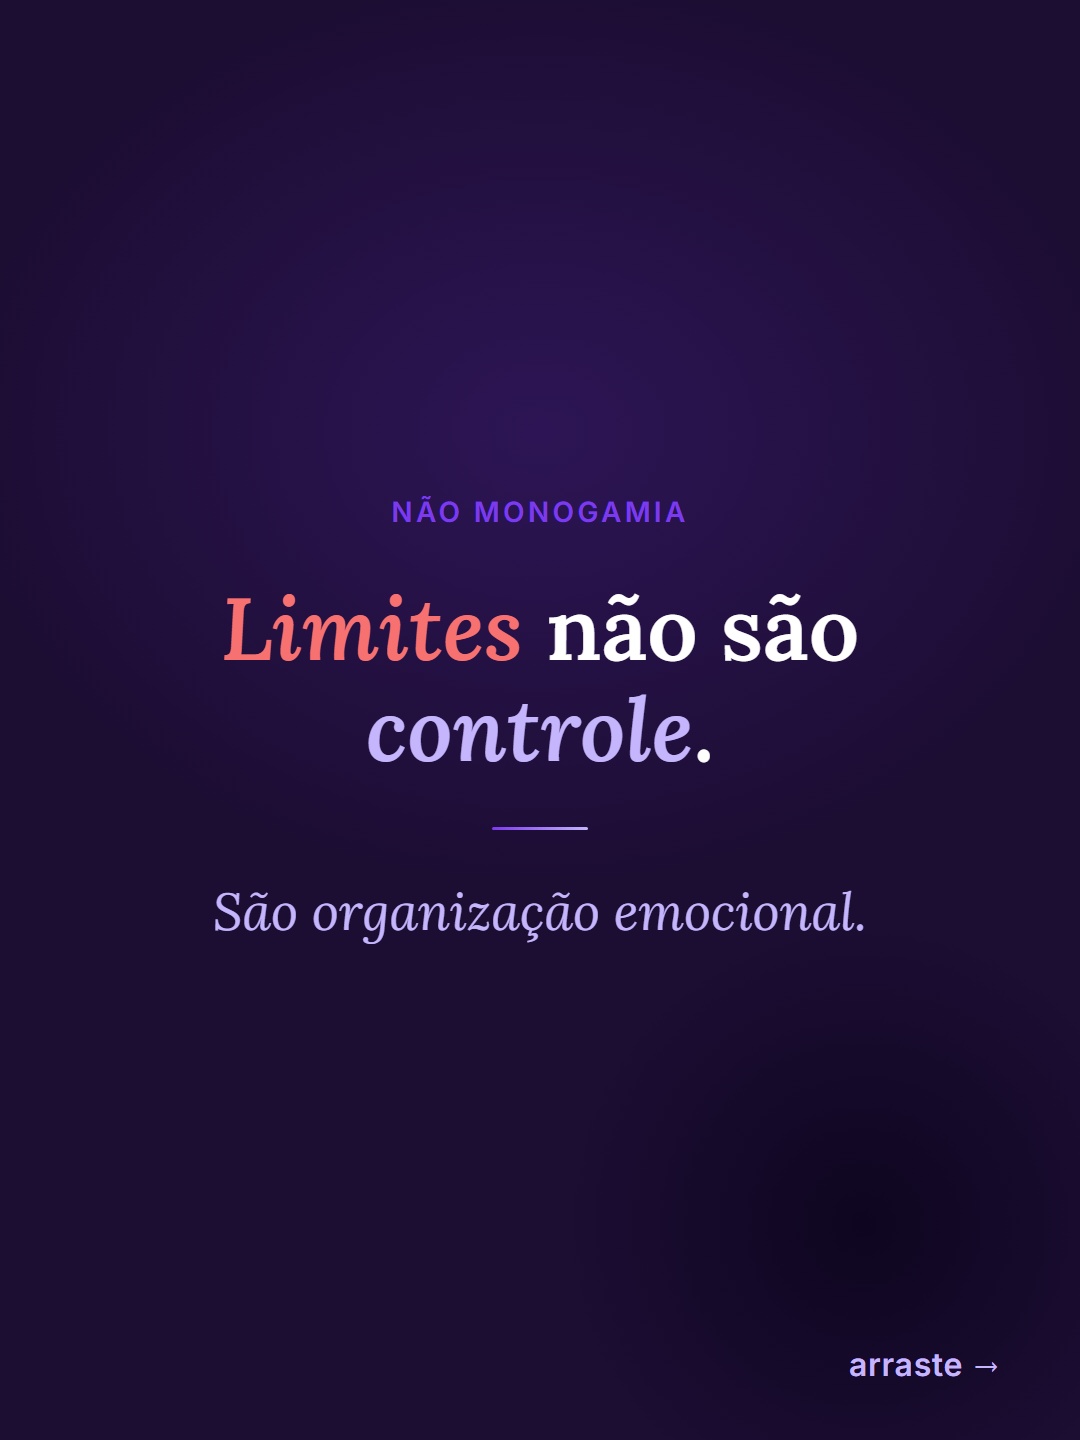 NÃO MONOGAMIA
Limites não são
controle.
São organização emocional.
arraste →